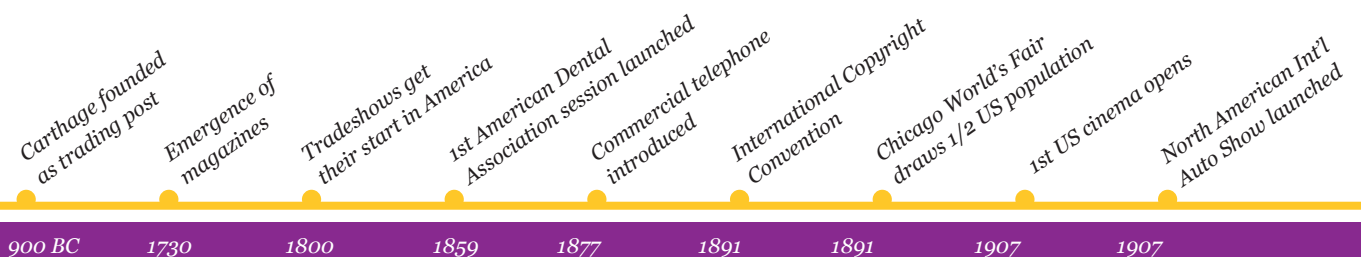 Carthage founded
as trading post
Emergence of
magazines
Tradeshows get
their start in America
1st American Dental
Association session launched
Commercial telephone
introduced
International Copyright
Convention
Chicago World's Fair
draws 1/2 US population
1st US cinema opens
North American Int'l
Auto Show launched
900 BC
1730
1800
1859
1877
1891
1891
1907
1907